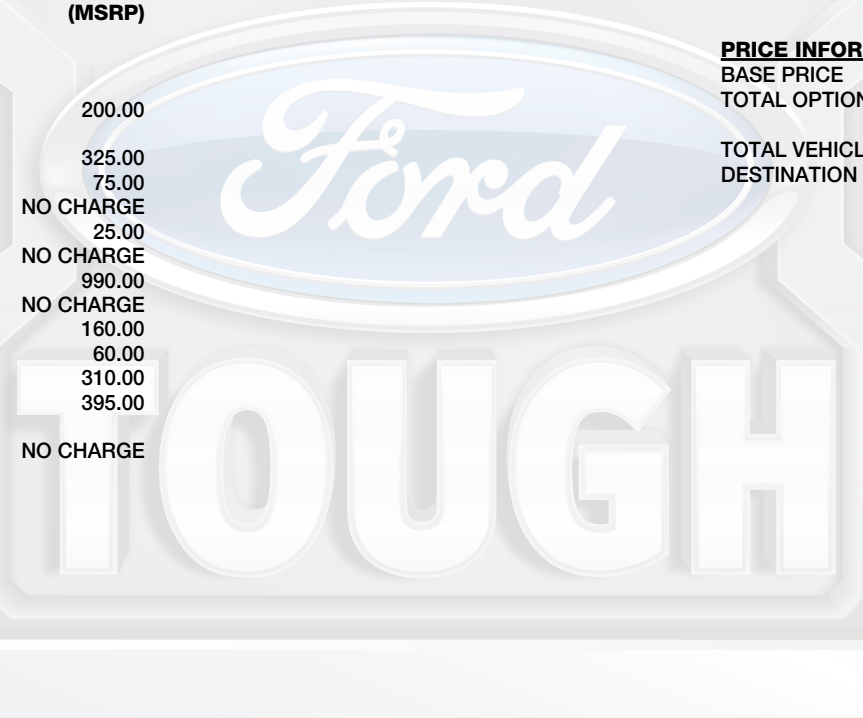 (MSRP)
200.00
325.00
75.00
NO CHARGE
25.00
NO CHARGE
990.00
NO CHARGE
160.00
60.00
310.00
395.00
NO CHARGE
PRICE INFOR
BASE PRICE
TOTAL OPTION
TOTAL VEHICL
DESTINATION
Ford
TOUGH